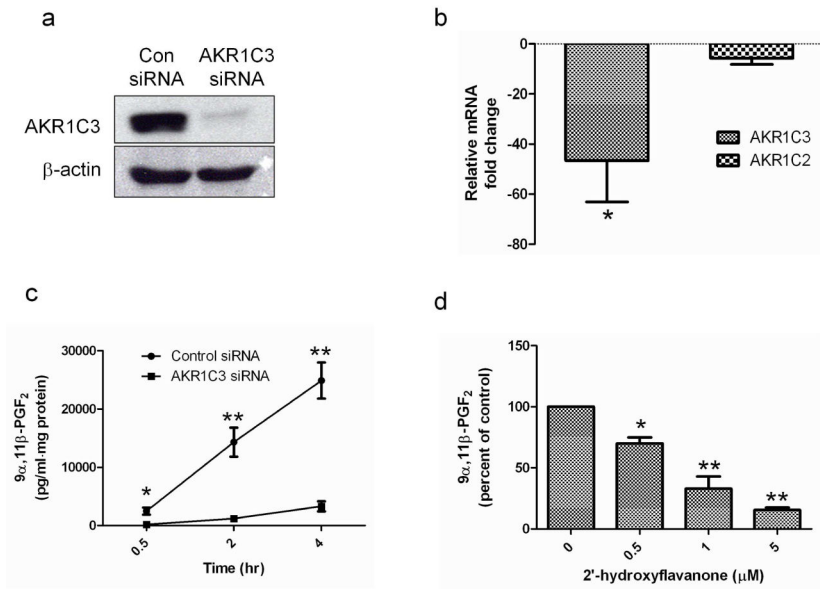 a
Con
siRNA
AKR1C3
siRNA
AKR1C3
β-actin
b
0
-20
-40
-60
-80
Relative mRNA
fold change
*
AKR1C3
AKR1C2
c
30000
20000
10000
0
9α,11β-PGF2
(pg/ml·mg protein)
Control siRNA
AKR1C3 siRNA
*
**
**
0.5
2
4
Time (hr)
d
150
100
50
0
9α,11β-PGF2
(percent of control)
*
**
**
0
0.5
1
5
2'-hydroxyflavanone (μM)